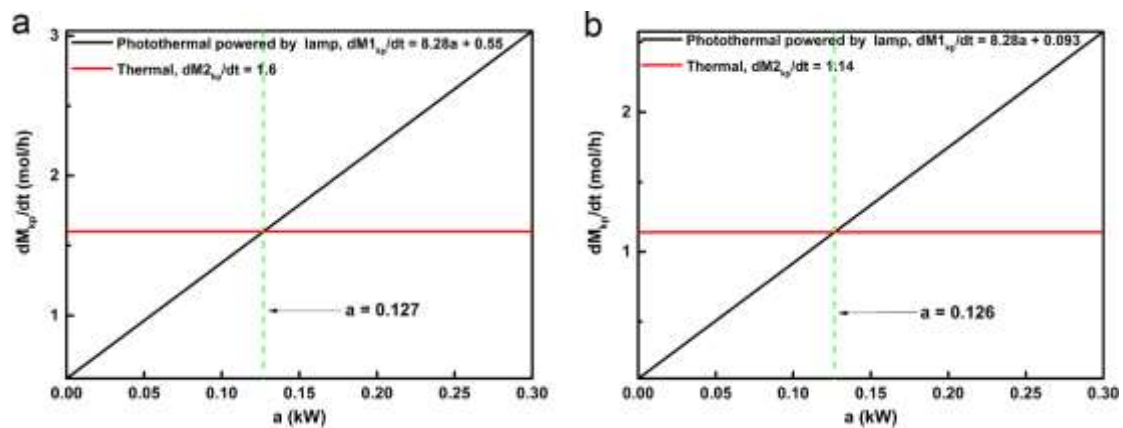 a
Photothermal powered by lamp, dM1kp/dt = 8.28a + 0.55
Thermal, dM2kp/dt = 1.6
dMkp/dt (mol/h)
3
2
1
a = 0.127
0.00 0.05 0.10 0.15 0.20 0.25 0.30
a (kW)
b
Photothermal powered by lamp, dM1kp/dt = 8.28a + 0.093
Thermal, dM2kp/dt = 1.14
dMkp/dt (mol/h)
2
1
a = 0.126
0.00 0.05 0.10 0.15 0.20 0.25 0.30
a (kW)